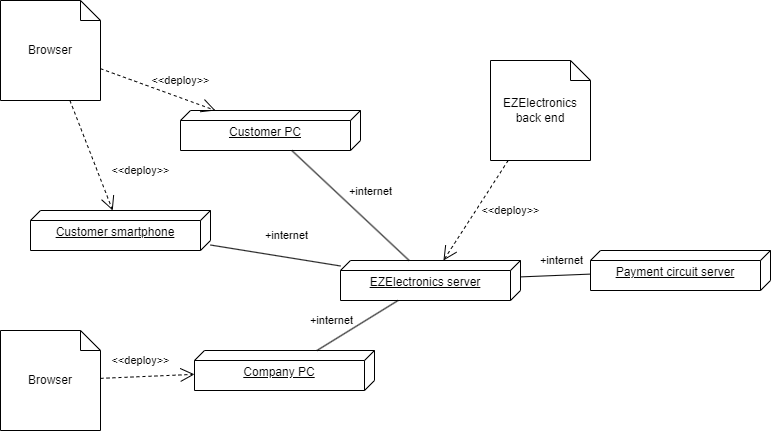 Browser
<<deploy>>
EZElectronics
back end
Customer PC
<<deploy>>
+internet
<<deploy>>
Customer smartphone
+internet
+internet
Payment circuit server
EZElectronics server
+internet
<<deploy>>
Company PC
Browser